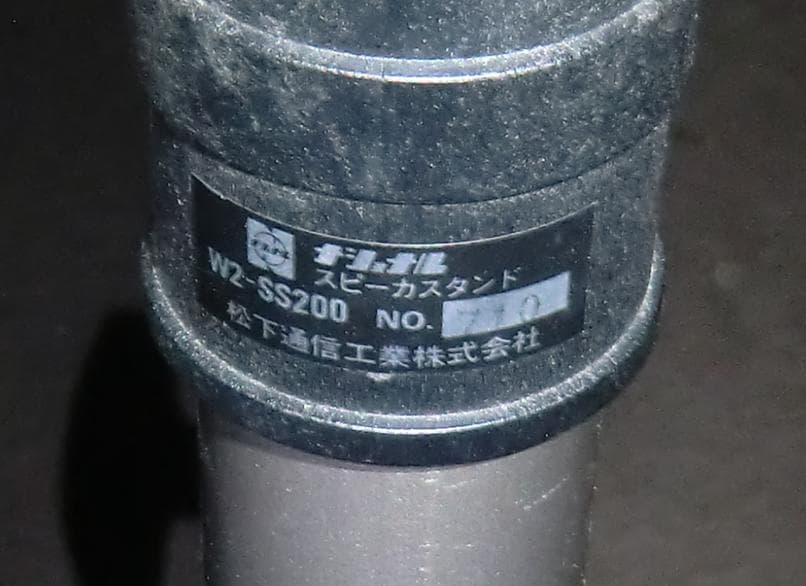 ナショナル
スピーカスタンド
W2-SS200 NO. 710
松下通信工業株式会社